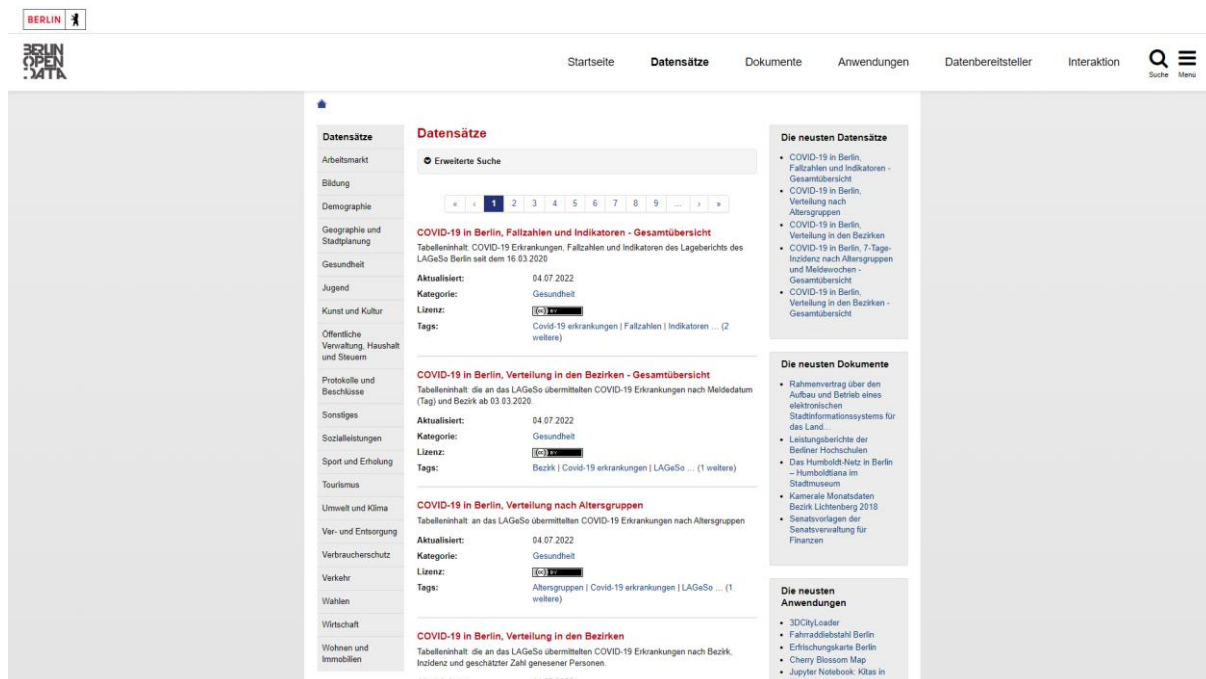 BERLIN
BERLIN
OPEN
:DATA
Startseite
Datensätze
Dokumente
Anwendungen
Datenbereitsteller
Interaktion
Suche
Menü
Datensätze
Arbeitsmarkt
Bildung
Demographie
Geographie und
Stadtplanung
Gesundheit
Jugend
Kunst und Kultur
Öffentliche
Verwaltung, Haushalt
und Steuern
Protokolle und
Beschlüsse
Sonstiges
Sozialleistungen
Sport und Erholung
Tourismus
Umwelt und Klima
Ver- und Entsorgung
Verbraucherschutz
Verkehr
Wahlen
Wirtschaft
Wohnen und
Immobilien
Datensätze
Erweiterte Suche
« ‹ 1 2 3 4 5 6 7 8 9 ... › »
COVID-19 in Berlin, Fallzahlen und Indikatoren - Gesamtübersicht
Tabelleninhalt: COVID-19 Erkrankungen, Fallzahlen und Indikatoren des Lageberichts des
LAGeSo Berlin seit dem 16.03.2020
Aktualisiert: 04.07.2022
Kategorie: Gesundheit
Lizenz: (cc) BY
Tags: Covid-19 erkrankungen | Fallzahlen | Indikatoren ... (2
weitere)
COVID-19 in Berlin, Verteilung in den Bezirken - Gesamtübersicht
Tabelleninhalt: die an das LAGeSo übermittelten COVID-19 Erkrankungen nach Meldedatum
(Tag) und Bezirk ab 03.03.2020.
Aktualisiert: 04.07.2022
Kategorie: Gesundheit
Lizenz: (cc) BY
Tags: Bezirk | Covid-19 erkrankungen | LAGeSo ... (1 weitere)
COVID-19 in Berlin, Verteilung nach Altersgruppen
Tabelleninhalt: an das LAGeSo übermittelten COVID-19 Erkrankungen nach Altersgruppen
Aktualisiert: 04.07.2022
Kategorie: Gesundheit
Lizenz: (cc) BY
Tags: Altersgruppen | Covid-19 erkrankungen | LAGeSo ... (1
weitere)
COVID-19 in Berlin, Verteilung in den Bezirken
Tabelleninhalt: die an das LAGeSo übermittelten COVID-19 Erkrankungen nach Bezirk,
Inzidenz und geschätzter Zahl genesener Personen.
Die neusten Datensätze
COVID-19 in Berlin,
Fallzahlen und Indikatoren -
Gesamtübersicht
COVID-19 in Berlin,
Verteilung nach
Altersgruppen
COVID-19 in Berlin,
Verteilung in den Bezirken
COVID-19 in Berlin, 7-Tage-
Inzidenz nach Altersgruppen
und Meldewochen -
Gesamtübersicht
COVID-19 in Berlin,
Verteilung in den Bezirken -
Gesamtübersicht
Die neusten Dokumente
Rahmenvertrag über den
Aufbau und Betrieb eines
elektronischen
Stadtinformationssystems für
das Land...
Leistungsberichte der
Berliner Hochschulen
Das Humboldt-Netz in Berlin
– Humboldtiana im
Stadtmuseum
Kamerale Monatsdaten
Bezirk Lichtenberg 2018
Senatsvorlagen der
Senatsverwaltung für
Finanzen
Die neusten
Anwendungen
3DCityLoader
Fahrraddiebstahl Berlin
Erfrischungskarte Berlin
Cherry Blossom Map
Jupyter Notebook: Kitas in